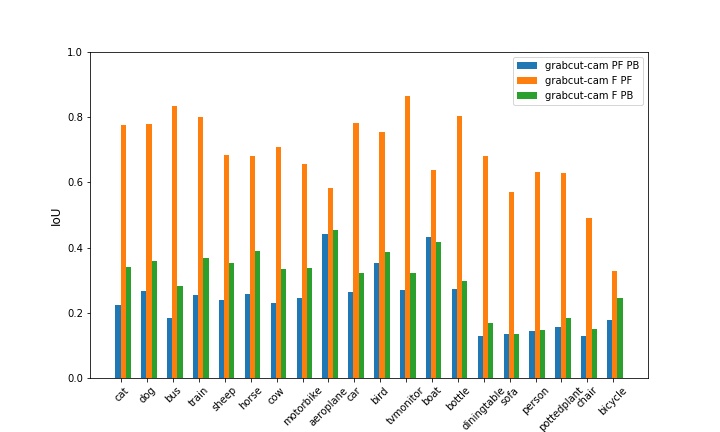 1.0
0.8
0.6
0.4
0.2
0.0
IoU
grabcut-cam PF PB
grabcut-cam F PF
grabcut-cam F PB
cat
dog
bus
train
sheep
horse
cow
motorbike
aeroplane
car
bird
tvmonitor
boat
bottle
diningtable
sofa
person
pottedplant
chair
bicycle